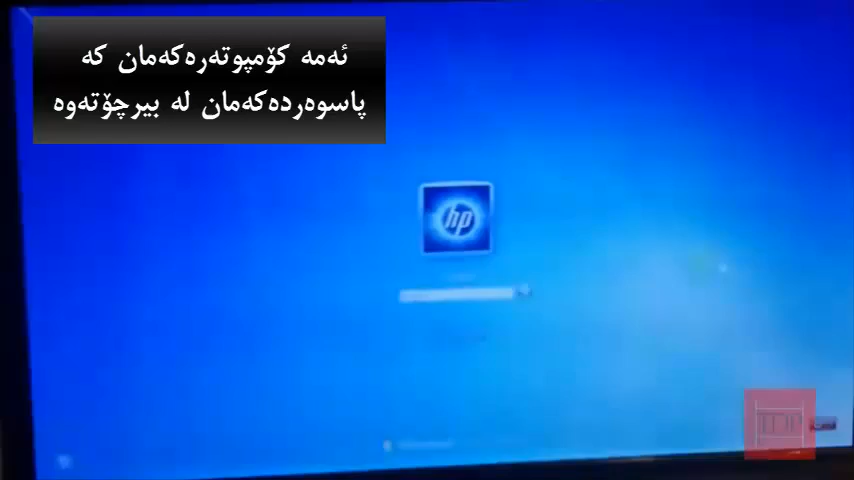 ئەمە کۆمپوتەرەکەمان کە
پاسوەردەکەمان لە بیرچۆتەوە
hp